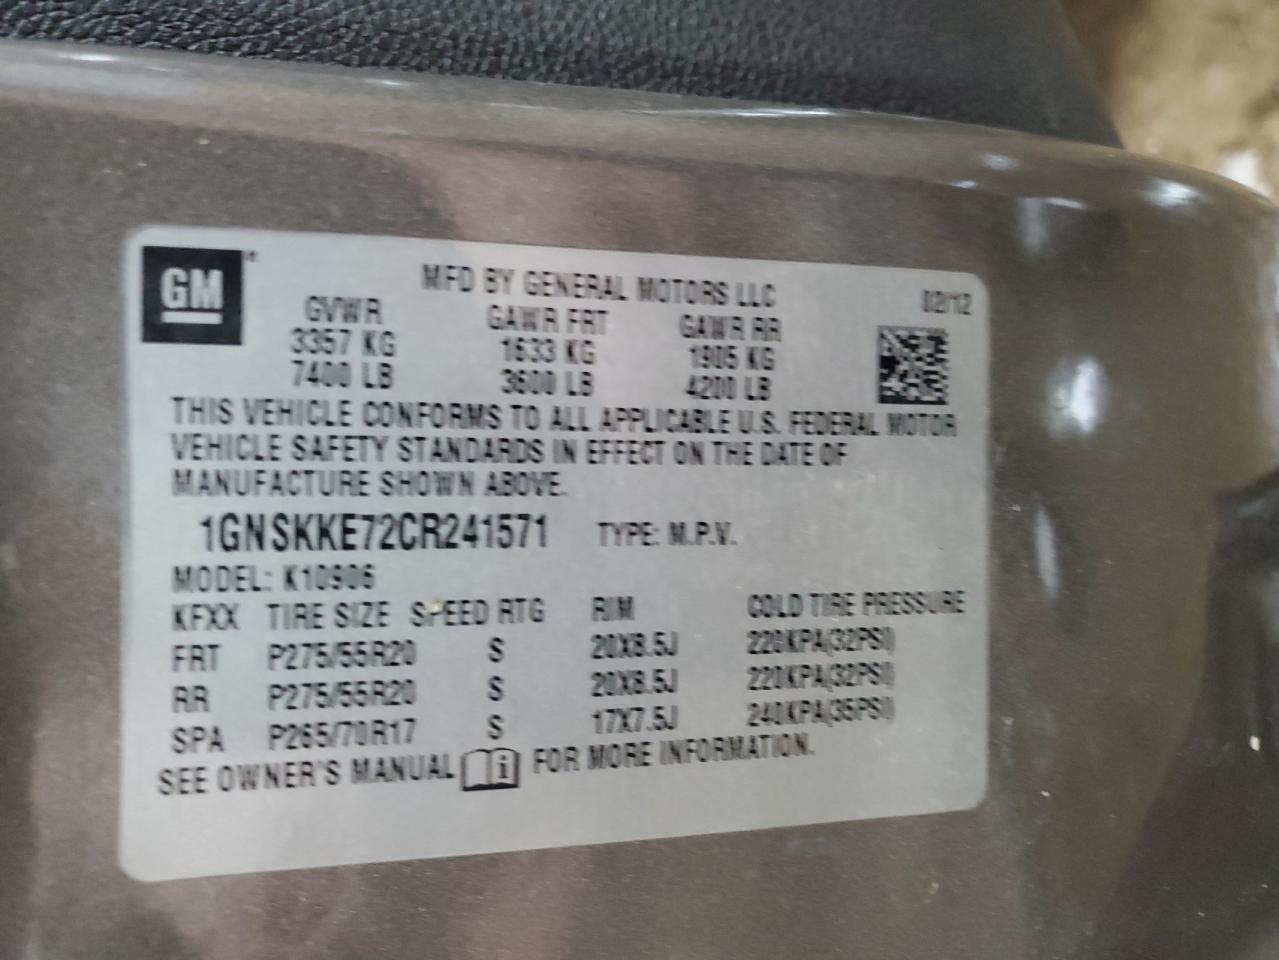 GM
MFD BY GENERAL MOTORS LLC 02/12
GVWR GAWR FRT GAWR RR
3357 KG 1633 KG 1905 KG
7400 LB 3600 LB 4200 LB
THIS VEHICLE CONFORMS TO ALL APPLICABLE U.S. FEDERAL MOTOR
VEHICLE SAFETY STANDARDS IN EFFECT ON THE DATE OF
MANUFACTURE SHOWN ABOVE.
1GNSKKE72CR241571 TYPE: M.P.V.
MODEL: K10906
KFXX TIRE SIZE SPEED RTG RIM COLD TIRE PRESSURE
FRT P275/55R20 S 20X8.5J 220KPA(32PSI)
RR P275/55R20 S 20X8.5J 220KPA(32PSI)
SPA P265/70R17 S 17X7.5J 240KPA(35PSI)
SEE OWNER'S MANUAL i FOR MORE INFORMATION.